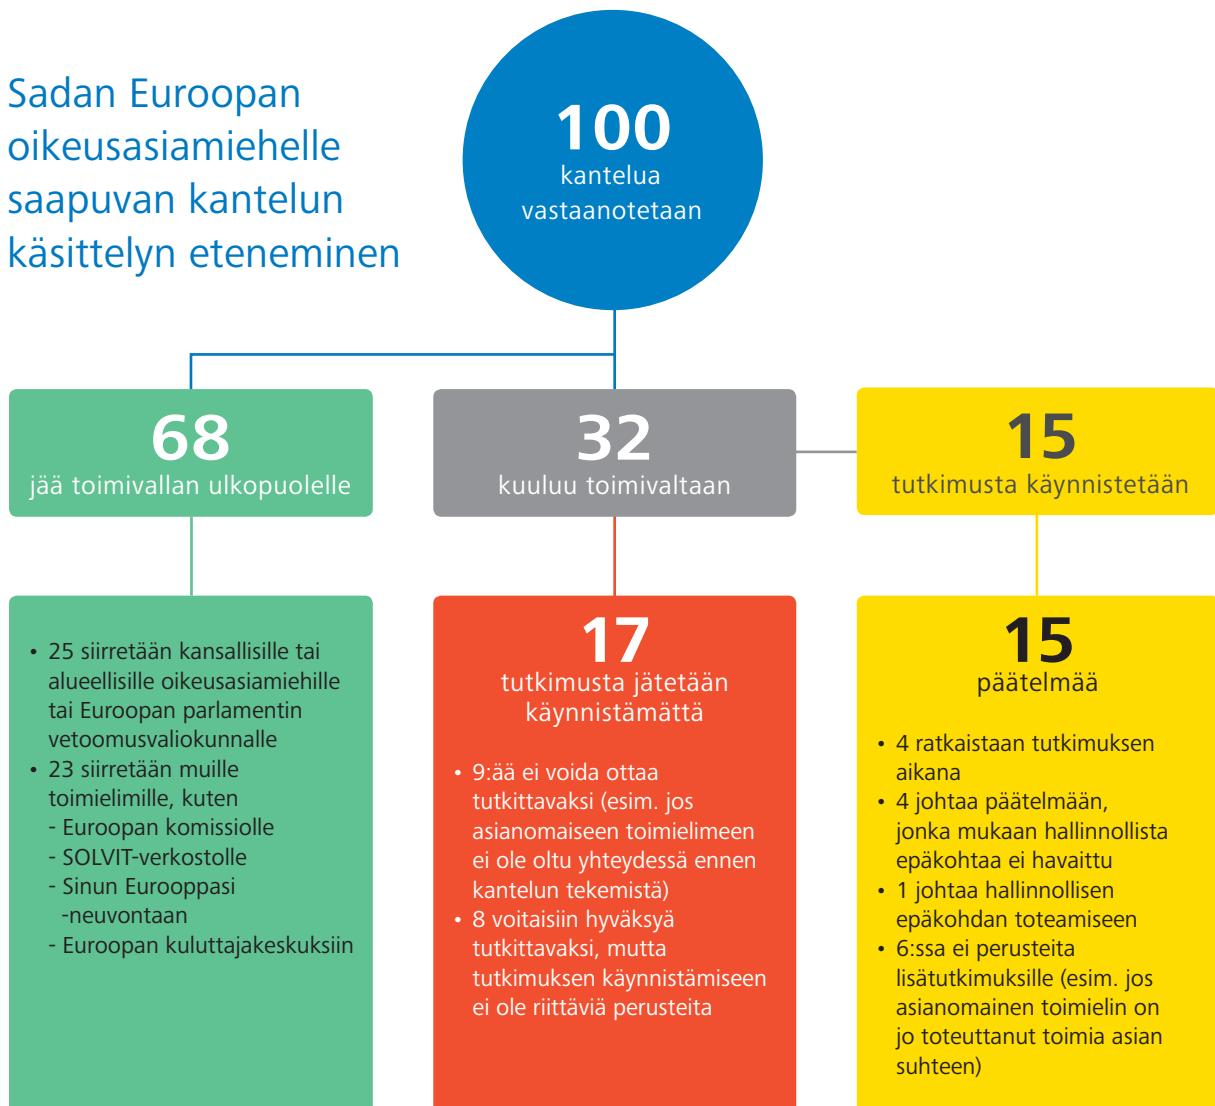 Sadan Euroopan
oikeusasiamiehelle
saapuvan kantelun
käsittelyn eteneminen
100
kantelua
vastaanotetaan
68
jää toimivallan ulkopuolelle
32
kuuluu toimivaltaan
15
tutkimusta käynnistetään
• 25 siirretään kansallisille tai
alueellisille oikeusasiamiehille
tai Euroopan parlamentin
vetoomusvaliokunnalle
• 23 siirretään muille
toimielimille, kuten
- Euroopan komissiolle
- SOLVIT-verkostolle
- Sinun Eurooppasi
-neuvontaan
- Euroopan kuluttajakeskuksiin
17
tutkimusta jätetään
käynnistämättä
• 9:ää ei voida ottaa
tutkittavaksi (esim. jos
asianomaiseen toimielimeen
ei ole oltu yhteydessä ennen
kantelun tekemistä)
• 8 voitaisiin hyväksyä
tutkittavaksi, mutta
tutkimuksen käynnistämiseen
ei ole riittäviä perusteita
15
päätelmää
• 4 ratkaistaan tutkimuksen
aikana
• 4 johtaa päätelmään,
jonka mukaan hallinnollista
epäkohtaa ei havaittu
• 1 johtaa hallinnollisen
epäkohdan toteamiseen
• 6:ssa ei perusteita
lisätutkimuksille (esim. jos
asianomainen toimielin on
jo toteuttanut toimia asian
suhteen)